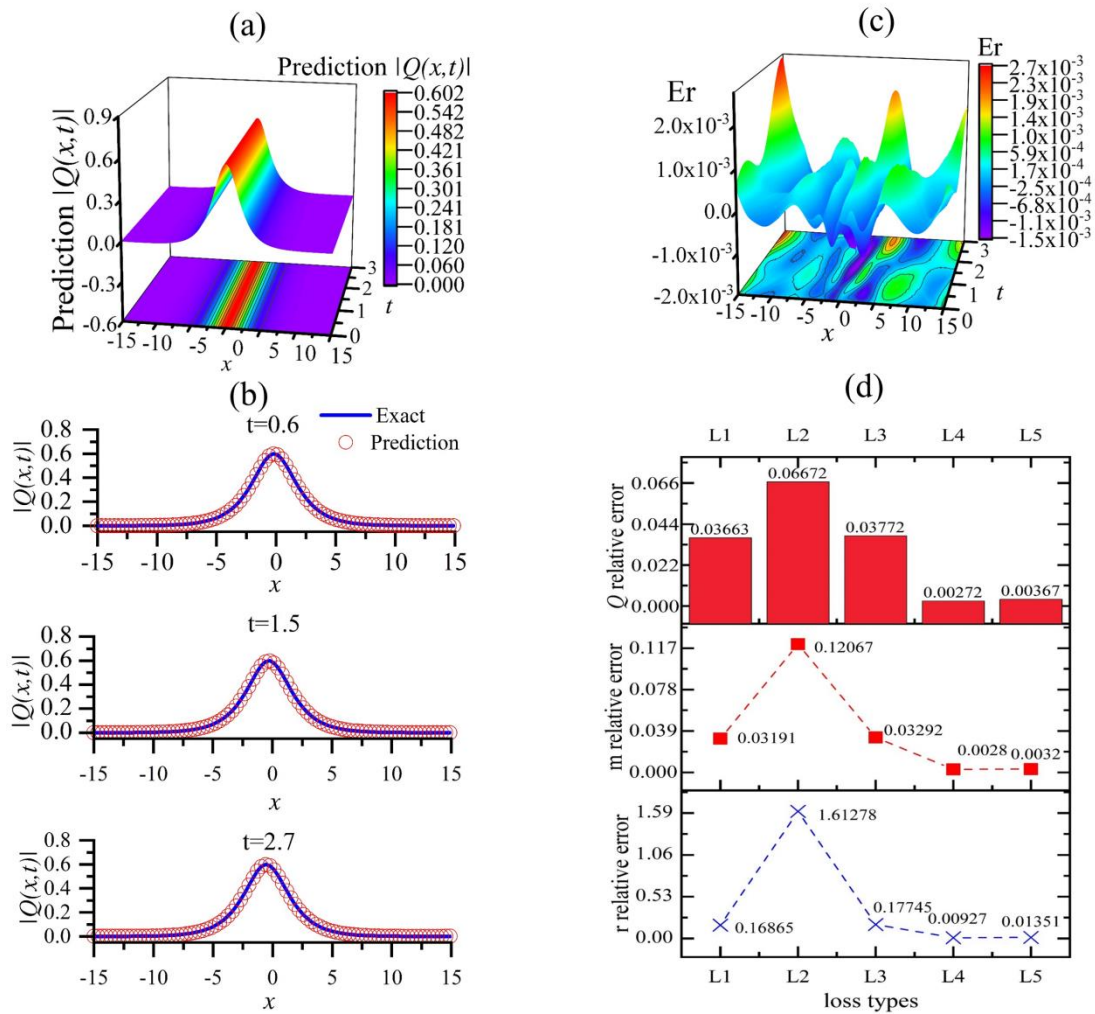 (a)
Prediction |Q(x,t)|
0.602
0.542
0.482
0.421
0.361
0.301
0.241
0.181
0.120
0.060
0.000
Prediction |Q(x,t)|
0.9
0.6
0.3
0.0
-0.3
-0.6
-15 -10 -5 0 5 10 15
x
0 1 2 3
t
(c)
Er
2.7x10-3
2.3x10-3
1.9x10-3
1.4x10-3
1.0x10-3
5.9x10-4
1.7x10-4
-2.5x10-4
-6.8x10-4
-1.1x10-3
-1.5x10-3
Er
2.0x10-3
1.0x10-3
0.0
-1.0x10-3
-2.0x10-3
-15 -10 -5 0 5 10 15
x
0 1 2 3
t
(b)
Exact
Prediction
t=0.6
|Q(x,t)|
0.8
0.6
0.4
0.2
0.0
-15 -10 -5 0 5 10 15
x
t=1.5
|Q(x,t)|
0.8
0.6
0.4
0.2
0.0
-15 -10 -5 0 5 10 15
x
t=2.7
|Q(x,t)|
0.8
0.6
0.4
0.2
0.0
-15 -10 -5 0 5 10 15
x
(d)
L1 L2 L3 L4 L5
Q relative error
0.066
0.044
0.022
0.000
0.03663
0.06672
0.03772
0.00272
0.00367
m relative error
0.117
0.078
0.039
0.000
0.03191
0.12067
0.03292
0.0028
0.0032
r relative error
1.59
1.06
0.53
0.00
0.16865
1.61278
0.17745
0.00927
0.01351
L1 L2 L3 L4 L5
loss types